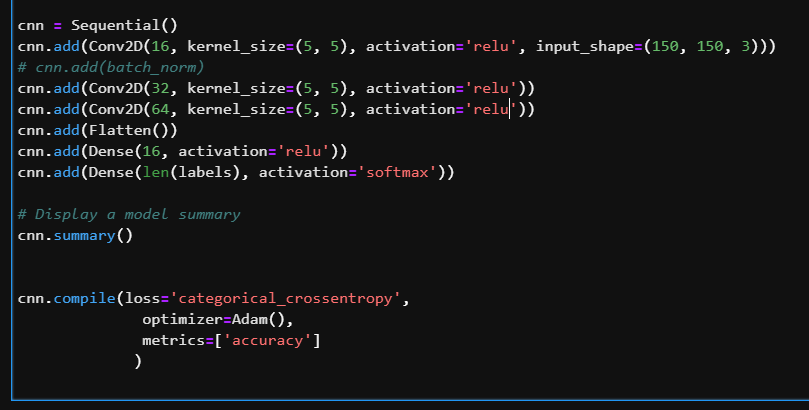 cnn = Sequential()
cnn.add(Conv2D(16, kernel_size=(5, 5), activation='relu', input_shape=(150, 150, 3)))
# cnn.add(batch_norm)
cnn.add(Conv2D(32, kernel_size=(5, 5), activation='relu'))
cnn.add(Conv2D(64, kernel_size=(5, 5), activation='relu'))
cnn.add(Flatten())
cnn.add(Dense(16, activation='relu'))
cnn.add(Dense(len(labels), activation='softmax'))
# Display a model summary
cnn.summary()
cnn.compile(loss='categorical_crossentropy',
optimizer=Adam(),
metrics=['accuracy']
)